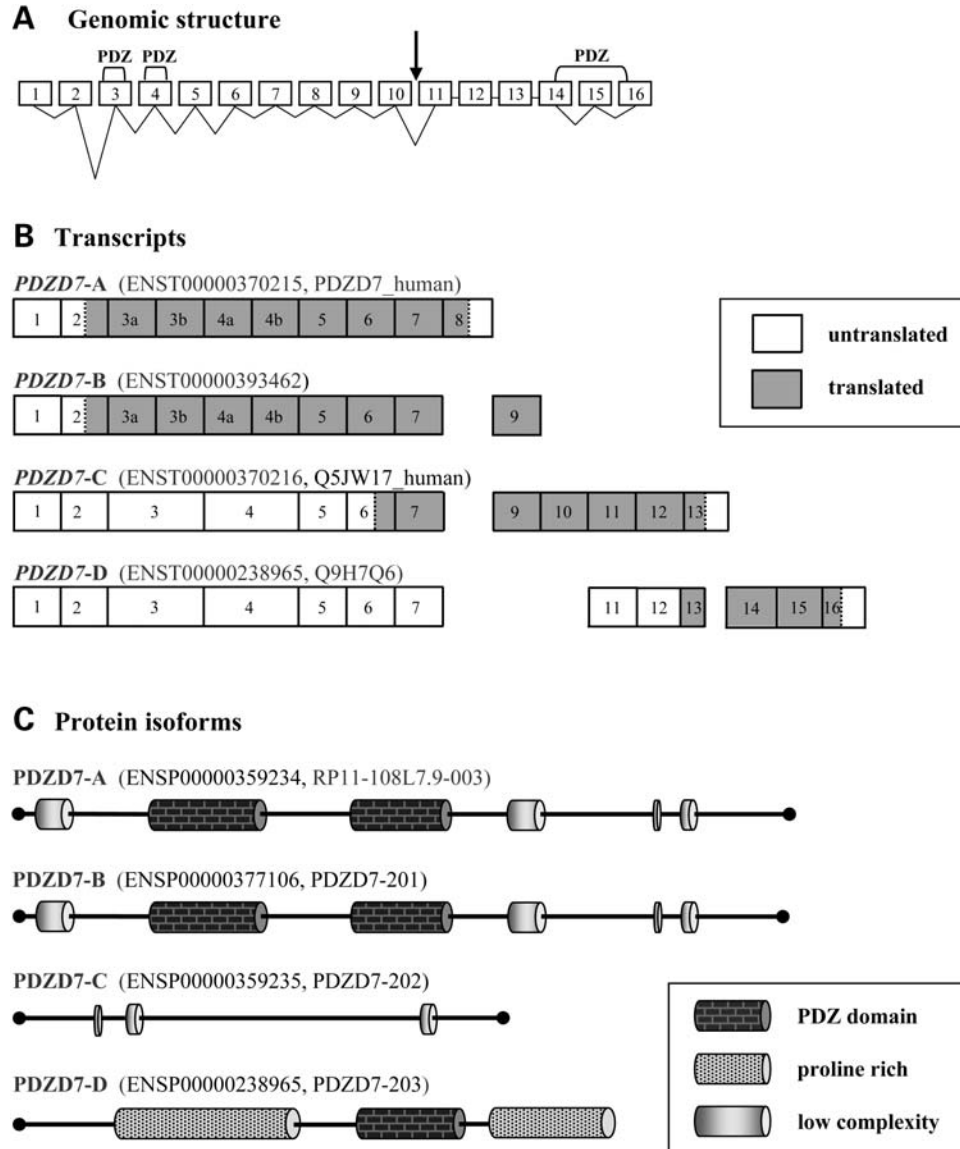 A Genomic structure
PDZ PDZ PDZ
1 2 3 4 5 6 7 8 9 10 11 12 13 14 15 16
B Transcripts
PDZD7-A (ENST00000370215, PDZD7_human)
1 2 3a 3b 4a 4b 5 6 7 8
untranslated
translated
PDZD7-B (ENST00000393462)
1 2 3a 3b 4a 4b 5 6 7 9
PDZD7-C (ENST00000370216, Q5JW17_human)
1 2 3 4 5 6 7 9 10 11 12 13
PDZD7-D (ENST00000238965, Q9H7Q6)
1 2 3 4 5 6 7 11 12 13 14 15 16
C Protein isoforms
PDZD7-A (ENSP00000359234, RP11-108L7.9-003)
PDZD7-B (ENSP00000377106, PDZD7-201)
PDZD7-C (ENSP00000359235, PDZD7-202)
PDZD7-D (ENSP00000238965, PDZD7-203)
PDZ domain
proline rich
low complexity